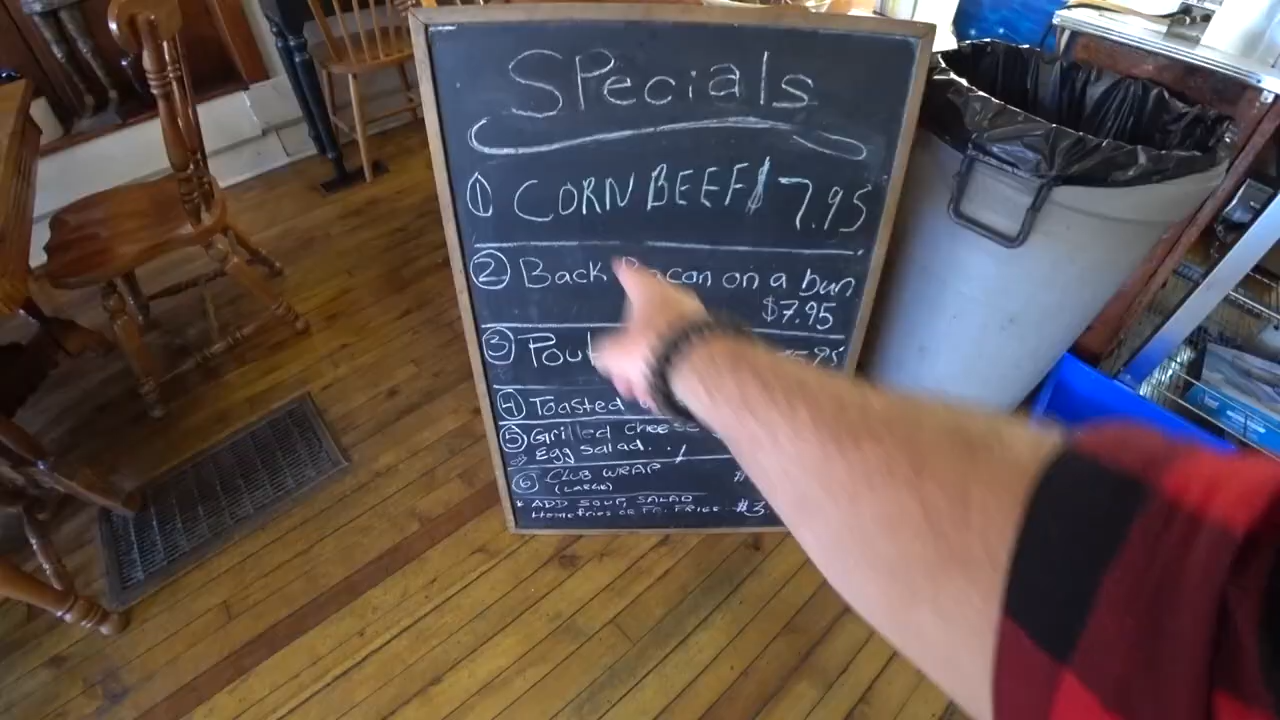 Specials
① CORN BEEF $7.95
② Back Bacon on a bun
$7.95
③
④ Toasted
⑤ Grilled cheese
Egg Salad..
⑥ CLUB WRAP
(LARGE)
* ADD SOUP, SALAD
Homefries OR Fr. Fries $3